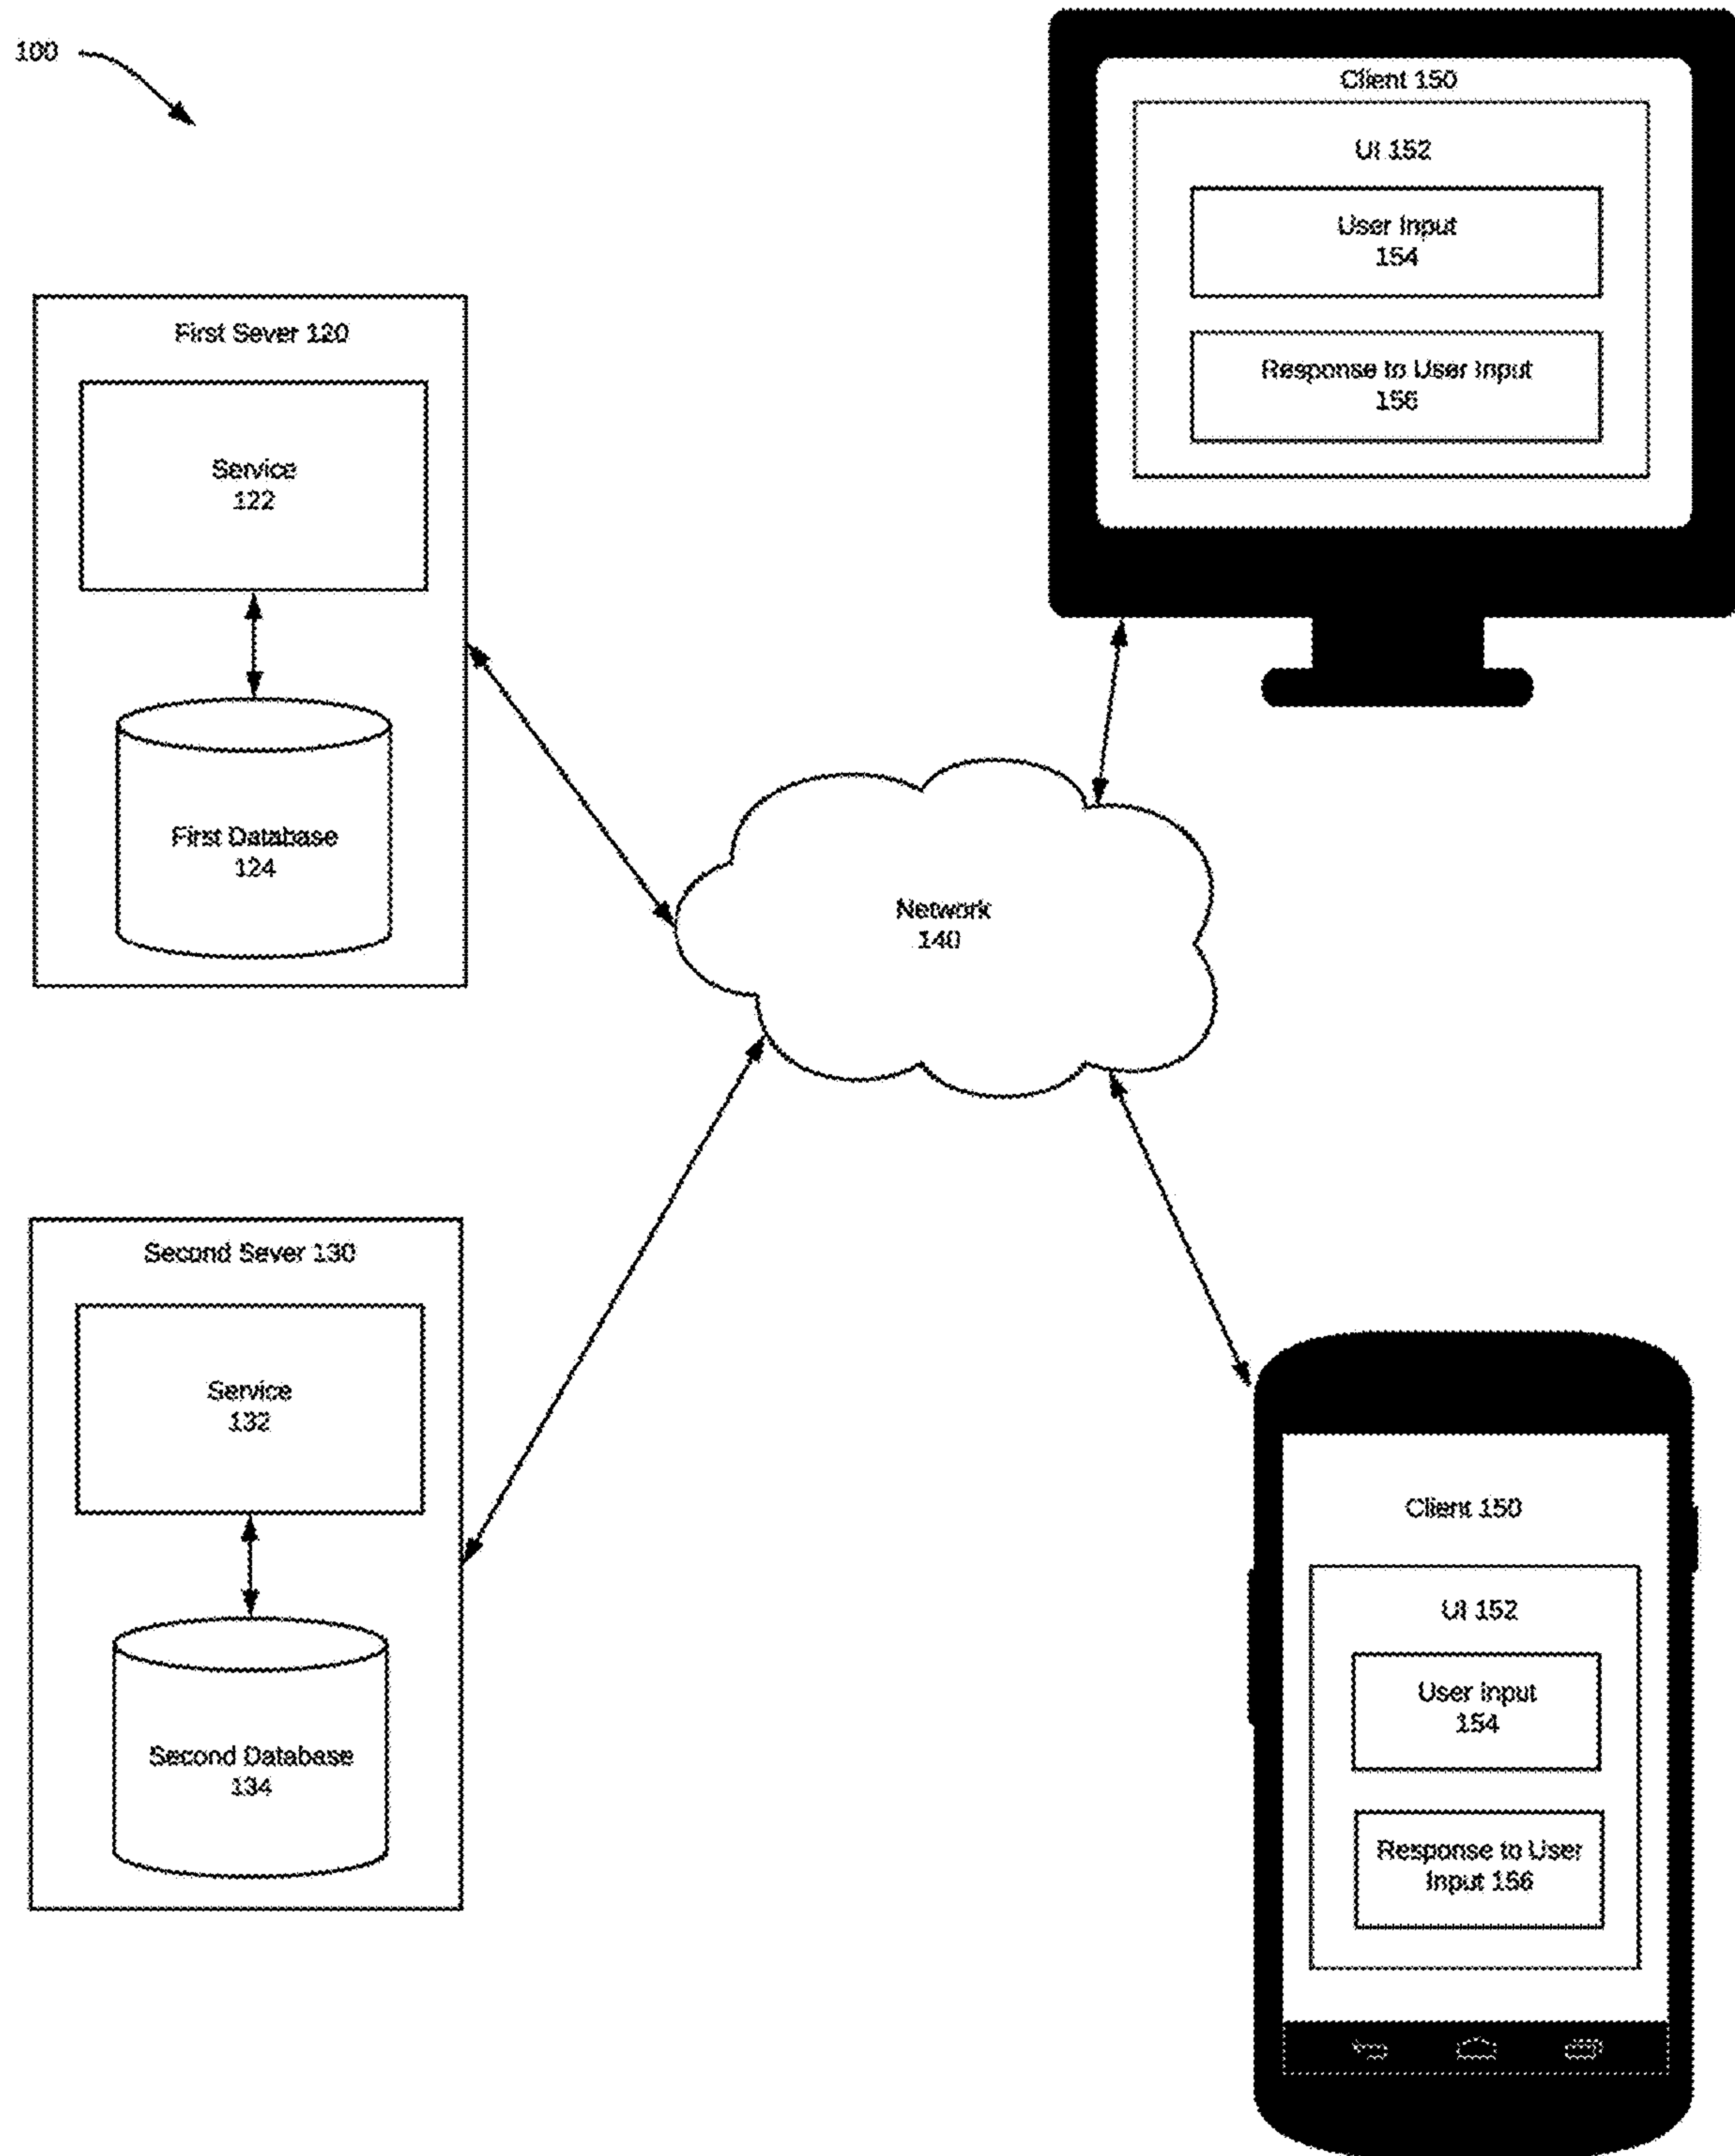 100
Client 150
UI 152
User Input
154
Response to User Input
156
First Sever 120
Service
122
First Database
124
Network
140
Second Sever 130
Service
132
Second Database
134
Client 150
UI 152
User Input
154
Response to User
Input 156